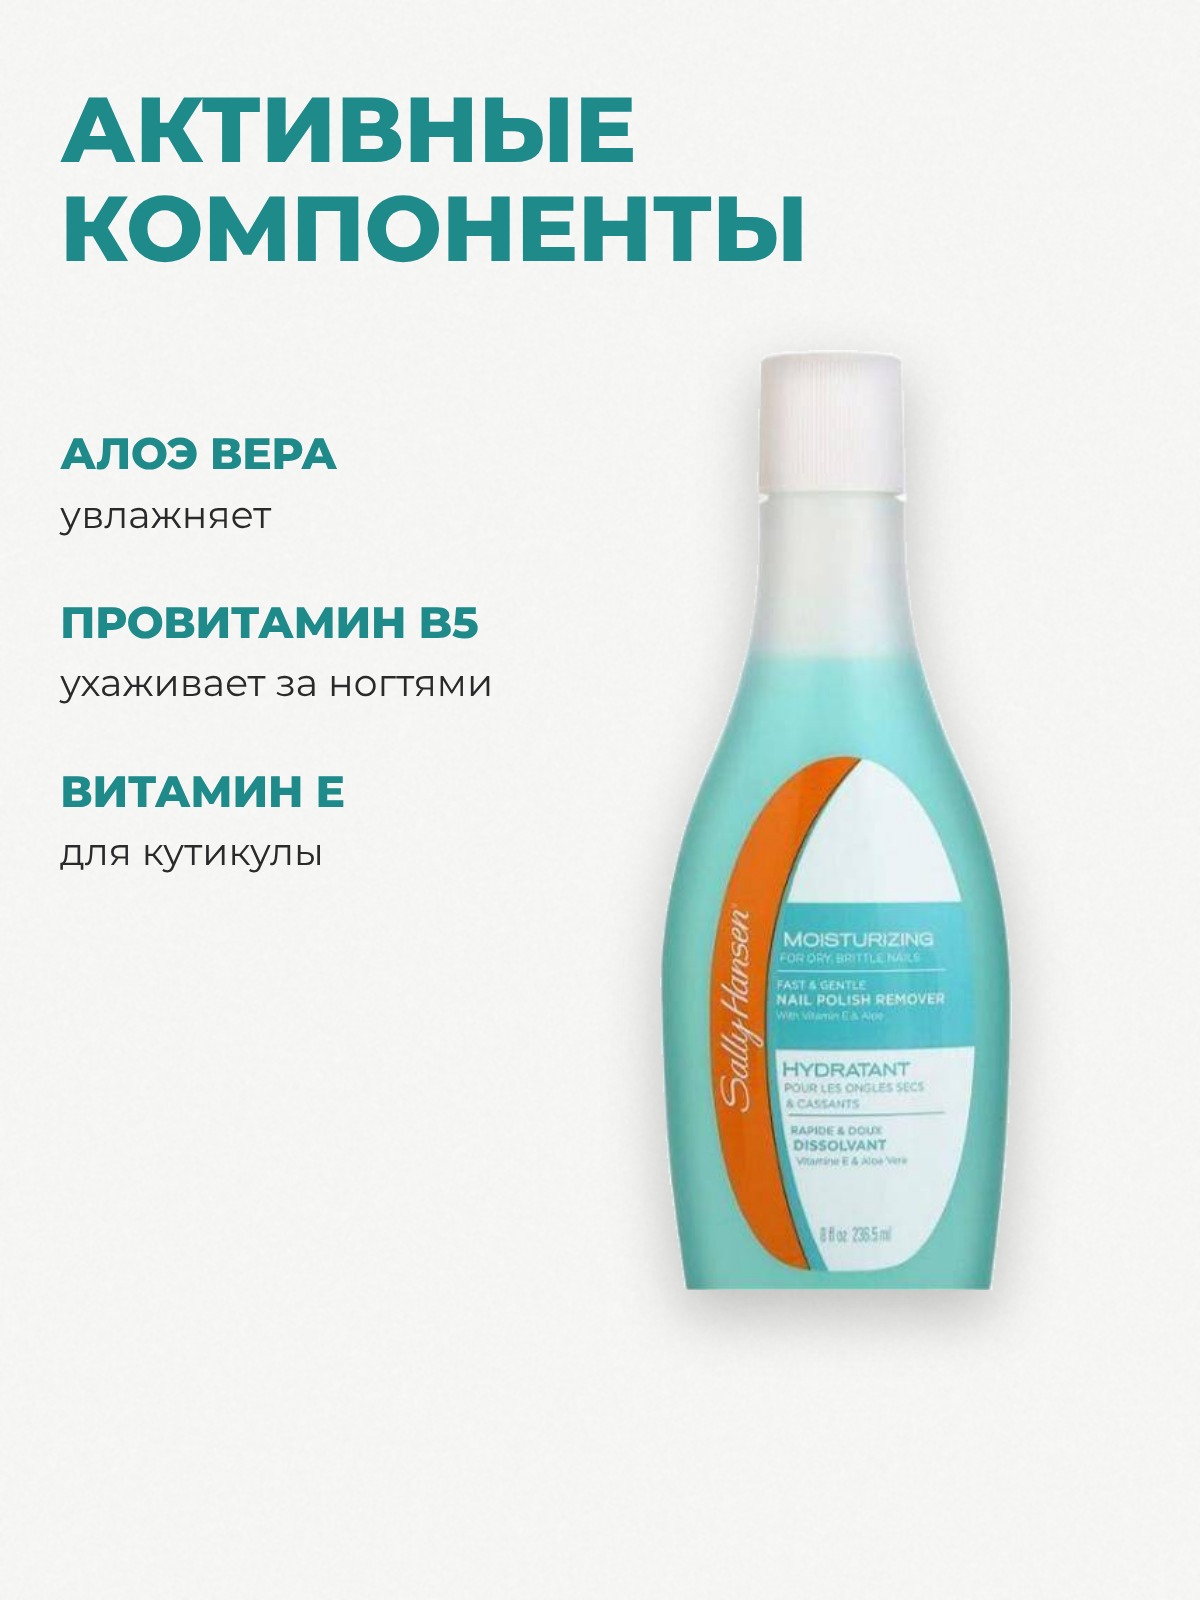 АКТИВНЫЕ
КОМПОНЕНТЫ
АЛОЭ ВЕРА
увлажняет
ПРОВИТАМИН В5
ухаживает за ногтями
ВИТАМИН Е
для кутикулы
Sally Hansen
MOISTURIZING
FOR DRY, BRITTLE NAILS
FAST & GENTLE
NAIL POLISH REMOVER
With Vitamin E & Aloe
HYDRATANT
POUR LES ONGLES SECS
& CASSANTS
RAPIDE & DOUX
DISSOLVANT
Vitamine E & Aloe Vera
8 fl oz 236.5 ml